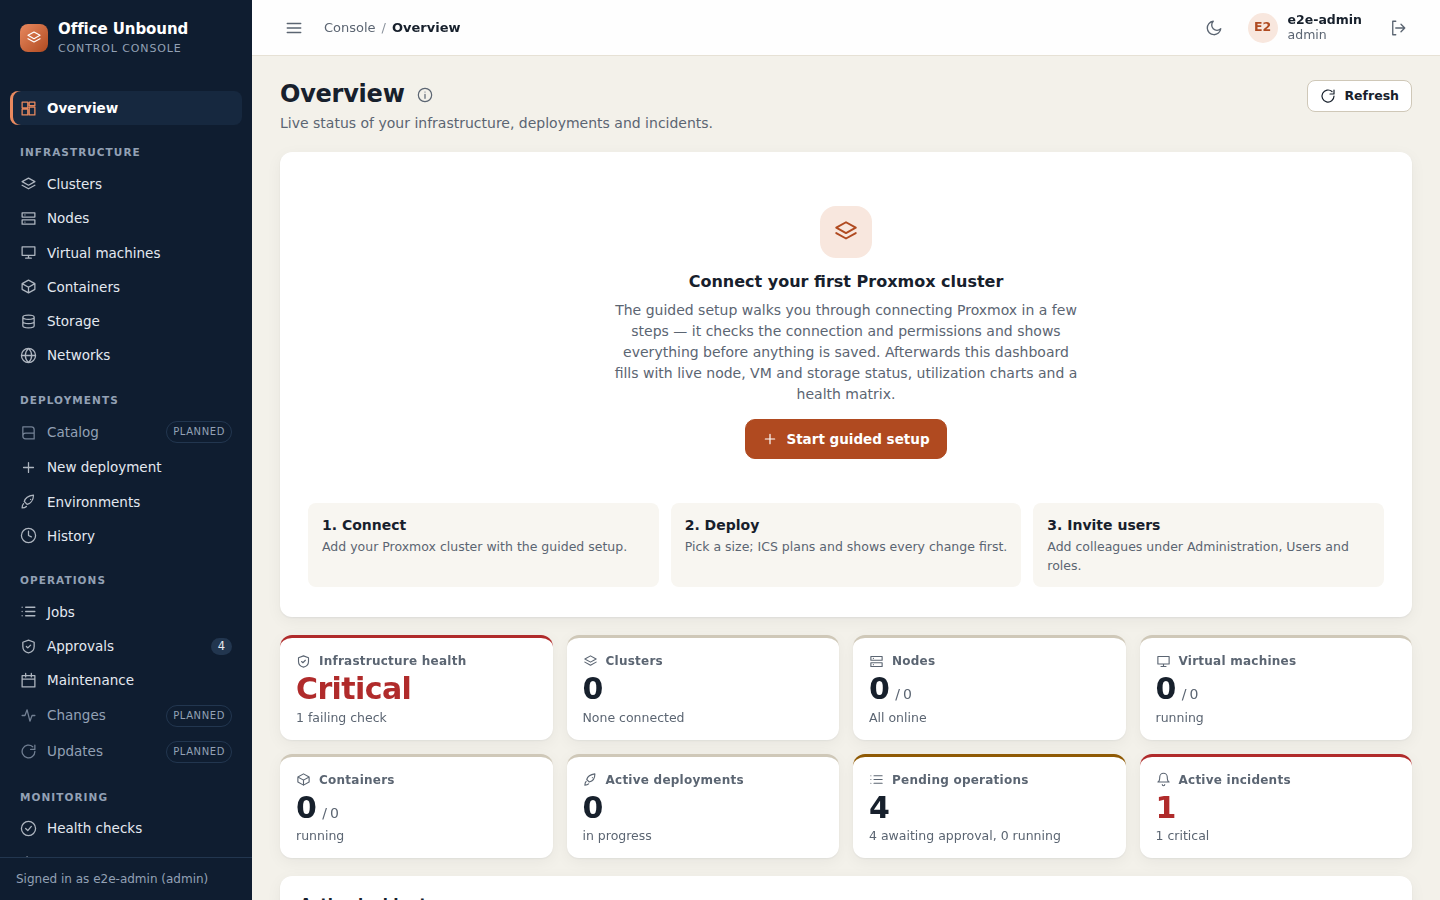 Office Unbound
CONTROL CONSOLE
Overview
INFRASTRUCTURE
Clusters
Nodes
Virtual machines
Containers
Storage
Networks
DEPLOYMENTS
Catalog PLANNED
New deployment
Environments
History
OPERATIONS
Jobs
Approvals 4
Maintenance
Changes PLANNED
Updates PLANNED
MONITORING
Health checks
Signed in as e2e-admin (admin)
Console / Overview
E2
e2e-admin
admin
Overview
Refresh
Live status of your infrastructure, deployments and incidents.
Connect your first Proxmox cluster
The guided setup walks you through connecting Proxmox in a few
steps — it checks the connection and permissions and shows
everything before anything is saved. Afterwards this dashboard
fills with live node, VM and storage status, utilization charts and a
health matrix.
Start guided setup
1. Connect
Add your Proxmox cluster with the guided setup.
2. Deploy
Pick a size; ICS plans and shows every change first.
3. Invite users
Add colleagues under Administration, Users and
roles.
Infrastructure health
Critical
1 failing check
Clusters
0
None connected
Nodes
0 / 0
All online
Virtual machines
0 / 0
running
Containers
0 / 0
running
Active deployments
0
in progress
Pending operations
4
4 awaiting approval, 0 running
Active incidents
1
1 critical